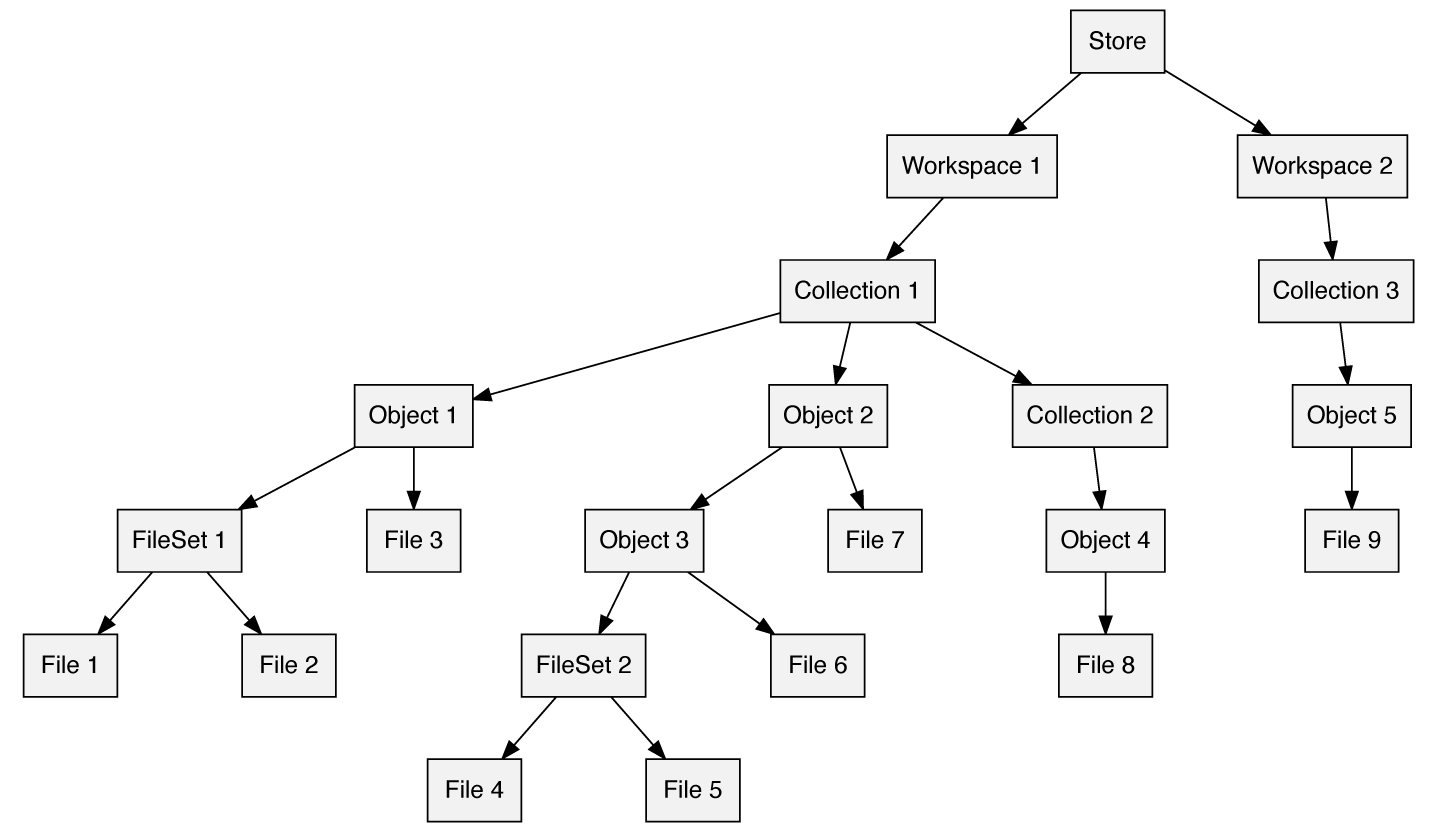 Store
Workspace 1
Workspace 2
Collection 1
Collection 3
Object 1
Object 2
Collection 2
Object 5
FileSet 1
File 3
Object 3
File 7
Object 4
File 9
File 1
File 2
FileSet 2
File 6
File 8
File 4
File 5